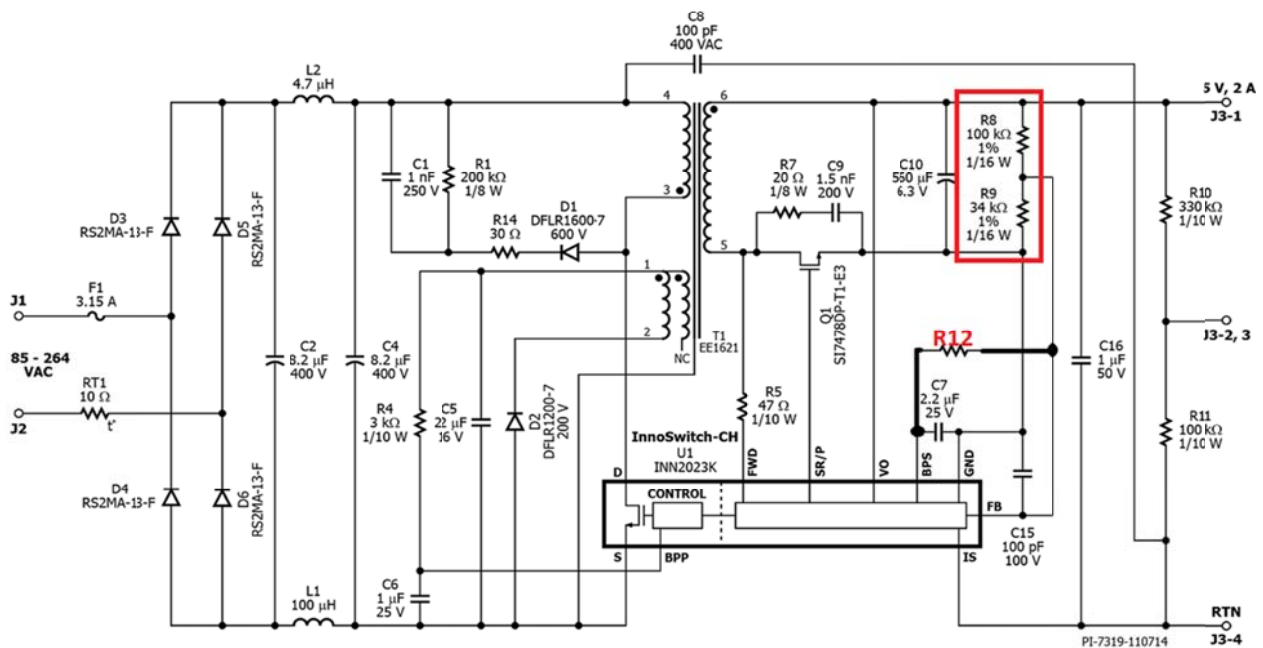 C8
100 pF
400 VAC
L2
4.7 µH
4
6
5 V, 2 A
J3-1
C1
1 nF
250 V
R1
200 kΩ
1/8 W
3
R14
30 Ω
D1
DFLR1600-7
600 V
R7
20 Ω
1/8 W
C9
1.5 nF
200 V
C10
560 µF
6.3 V
R8
100 kΩ
1%
1/16 W
R9
34 kΩ
1%
1/16 W
R10
330 kΩ
1/10 W
D3
RS2MA-13-F
D5
RS2MA-13-F
5
1
2
NC
T1
EE1621
Q1
SI7478DP-T1-E3
J1
F1
3.15 A
85 - 264
VAC
RT1
10 Ω
t°
J2
C2
8.2 µF
400 V
C4
8.2 µF
400 V
R4
3 kΩ
1/10 W
C5
22 µF
16 V
D2
DFLR1200-7
200 V
R5
47 Ω
1/10 W
R12
C7
2.2 µF
25 V
C16
1 µF
50 V
J3-2, 3
R11
100 kΩ
1/10 W
InnoSwitch-CH
U1
INN2023K
D4
RS2MA-13-F
D6
RS2MA-13-F
D
FWD
SR/P
VO
BPS
GND
CONTROL
FB
S
BPP
IS
C15
100 pF
100 V
C6
1 µF
25 V
L1
100 µH
RTN
J3-4
PI-7319-110714